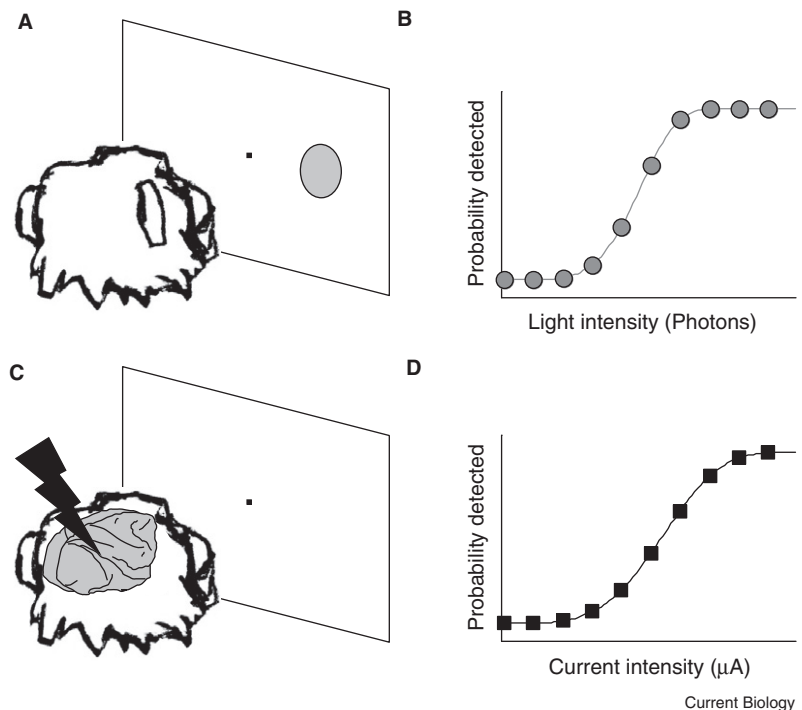 A
B
Probability detected
Light intensity (Photons)
C
D
Probability detected
Current intensity (μA)
Current Biology